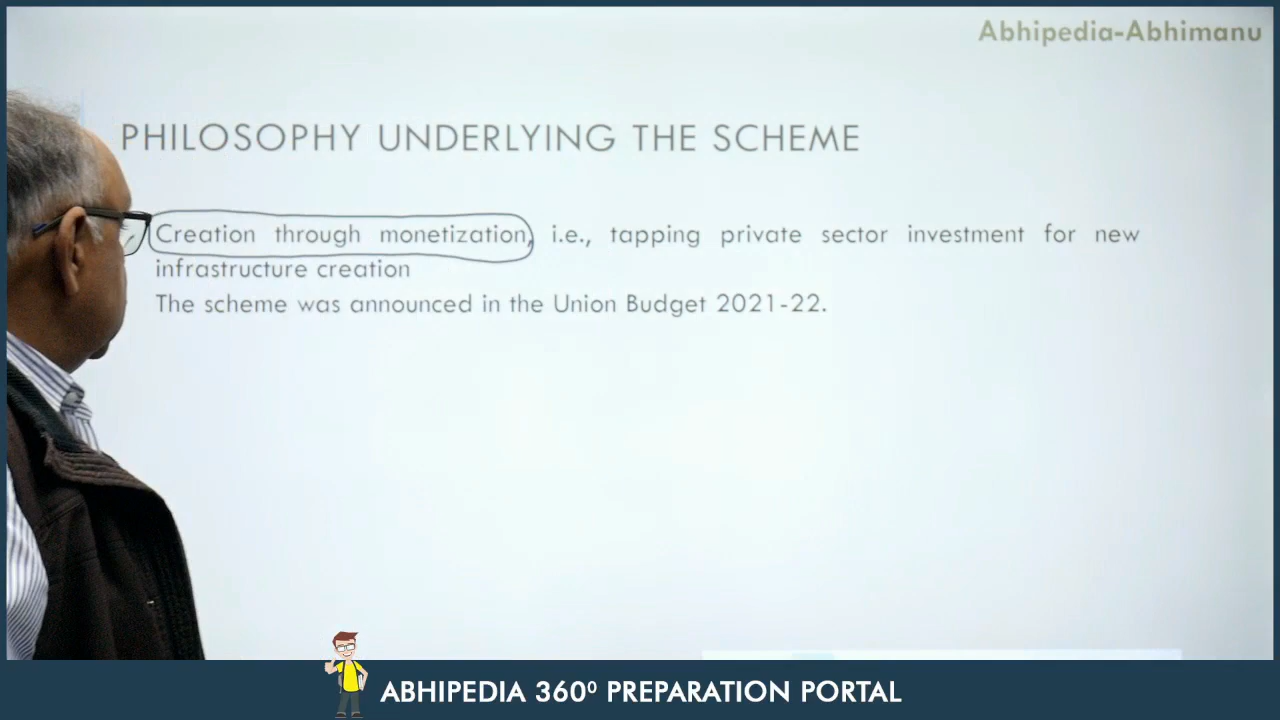 Abhipedia-Abhimanu
PHILOSOPHY UNDERLYING THE SCHEME
Creation through monetization, i.e., tapping private sector investment for new
infrastructure creation
The scheme was announced in the Union Budget 2021-22.
ABHIPEDIA 360⁰ PREPARATION PORTAL